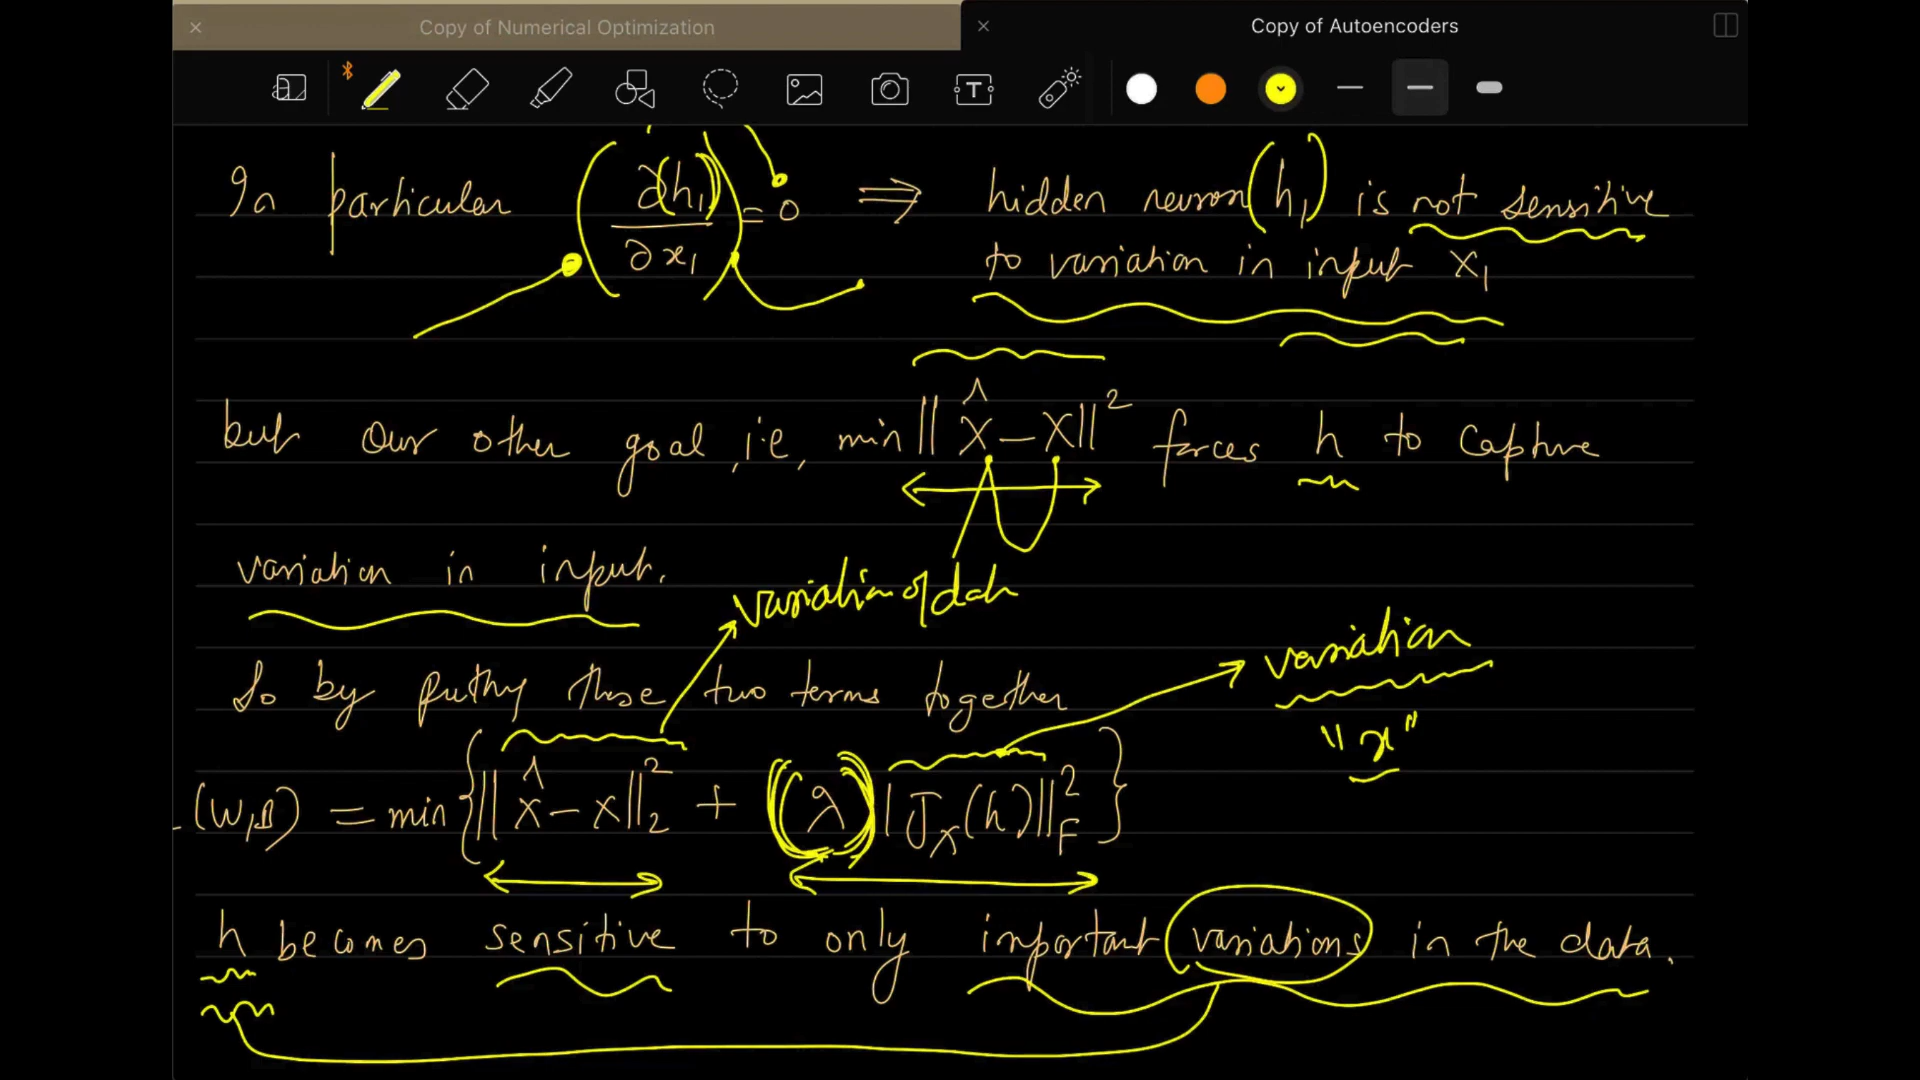 Copy of Numerical Optimization
Copy of Autoencoders
In particular ∂(h₁)/∂x₁ = 0 ⟹ hidden neuron (h₁) is not sensitive
to variation in input x₁
but our other goal, i.e, min ||x̂ - x||² forces h to capture
variation in input.
variation of data
variation
"x"
So by putting these two terms together
(W,B) = min { ||x̂ - x||₂² + (λ) ||J_x(h)||_F² }
h becomes sensitive to only important variations in the data.